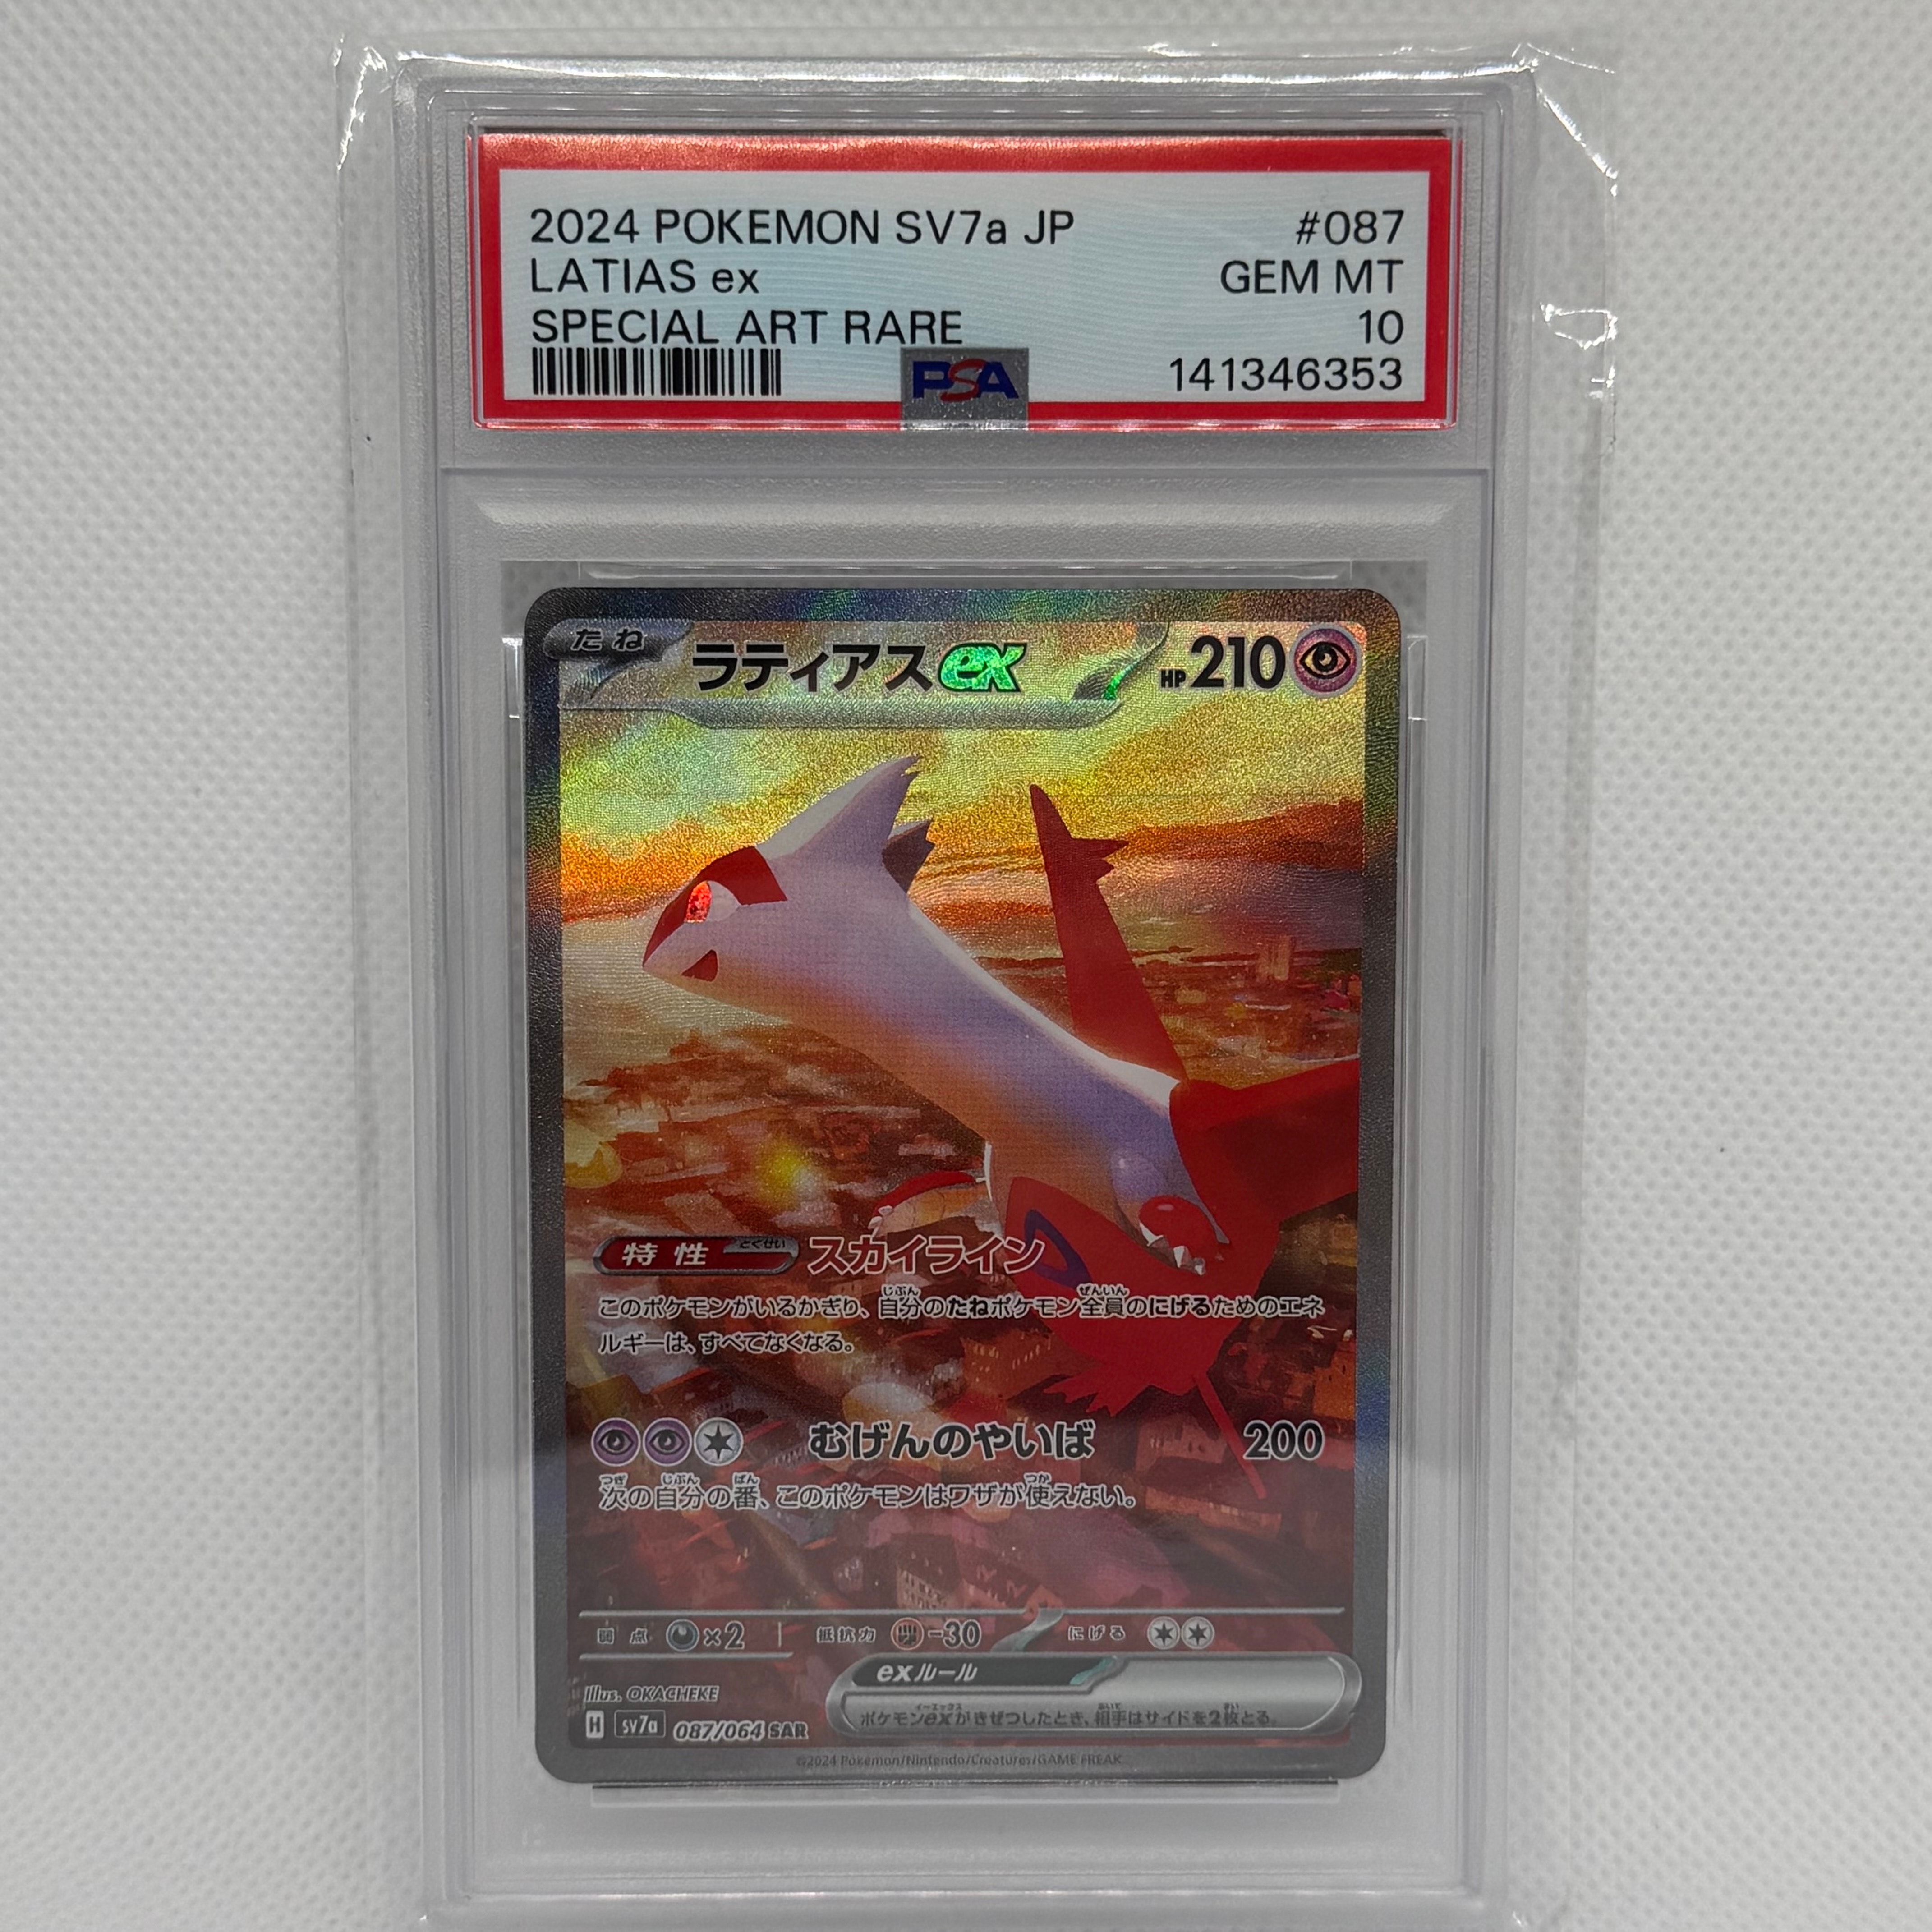 2024 POKEMON SV7a JP #087
LATIAS ex GEM MT
SPECIAL ART RARE 10
PSA 141346353
たね ラティアスex HP210
特性 とくせい スカイライン
このポケモンがいるかぎり、自分のたねポケモン全員のにげるためのエネ
ルギーは、すべてなくなる。
むげんのやいば 200
次の自分の番、このポケモンはワザが使えない。
弱点 ×2 抵抗力 -30 にげる
exルール
ポケモンexがきぜつしたとき、相手はサイドを2枚とる。
Illus. OKACHEKE
H SV7a 087/064 SAR
©2024 Pokémon/Nintendo/Creatures/GAME FREAK